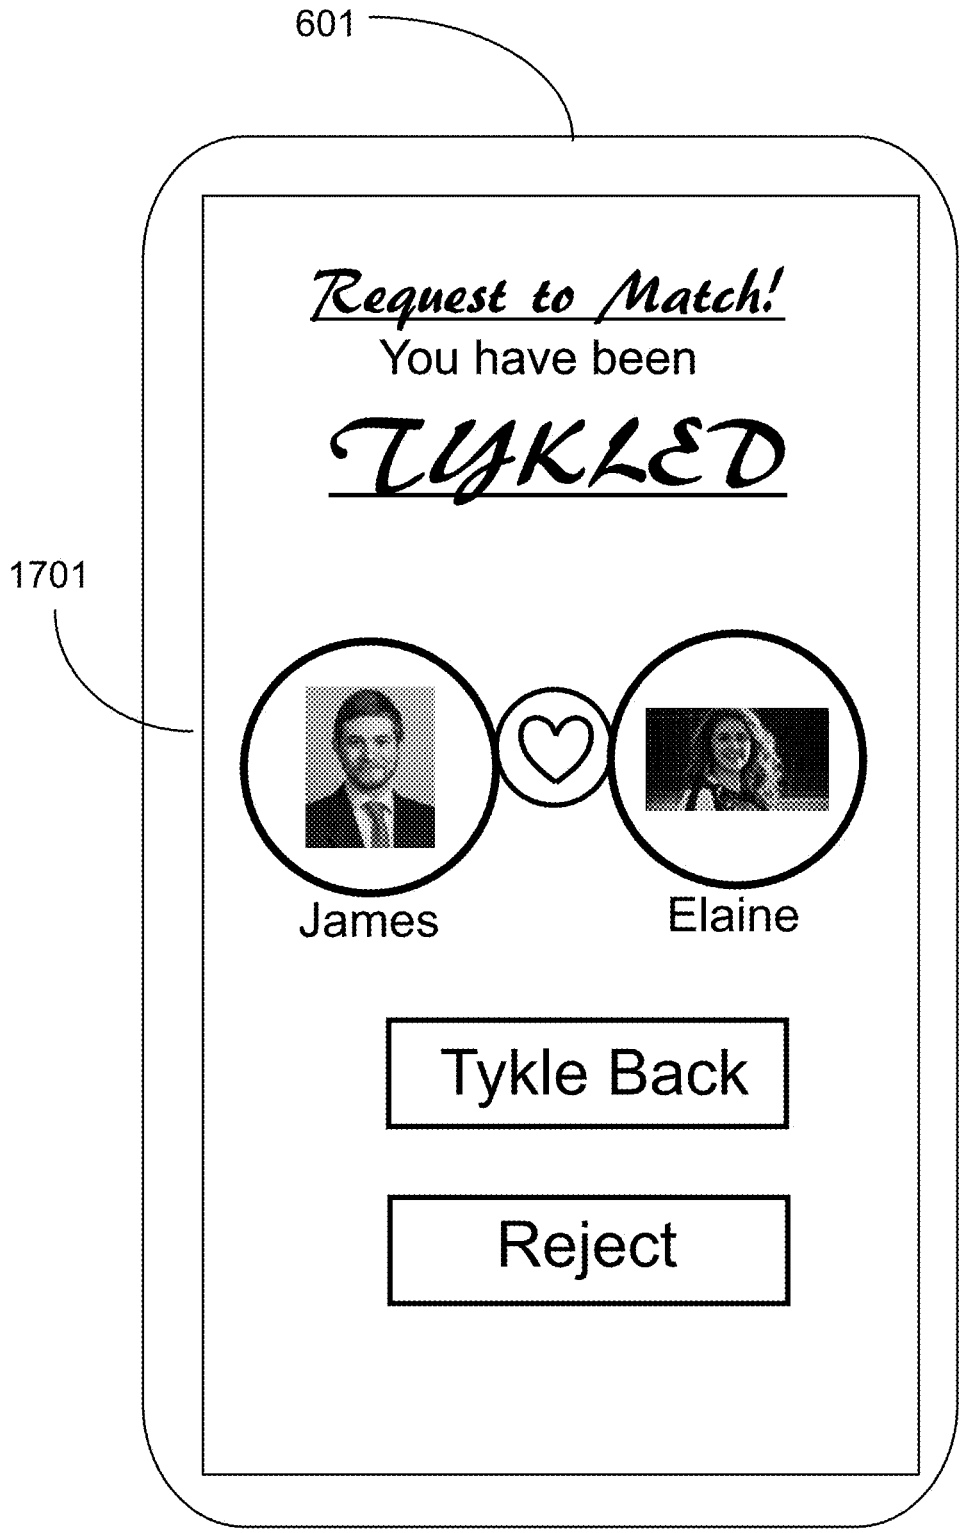 601
Request to Match!
You have been
TYKLED
1701
James
Elaine
Tykle Back
Reject